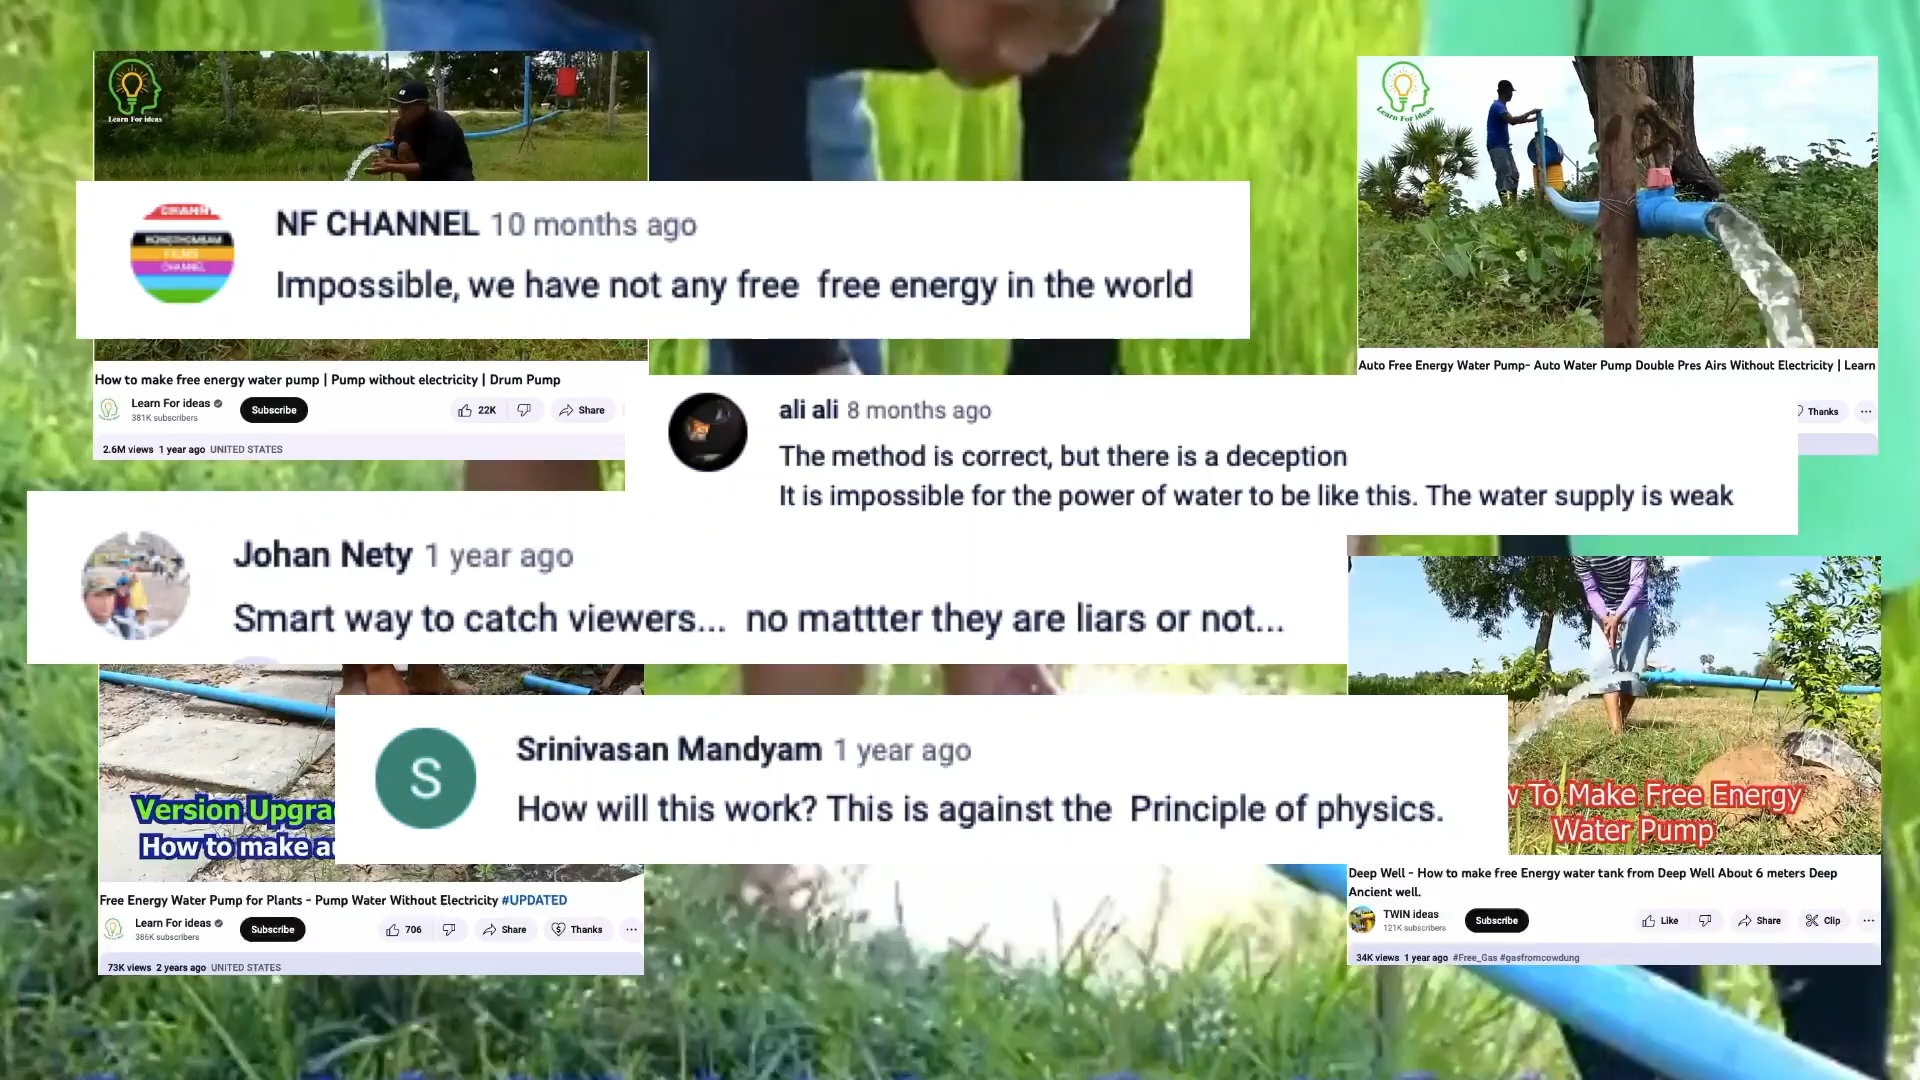 Learn For ideas
Learn For ideas
NF CHANNEL 10 months ago
Impossible, we have not any free free energy in the world
How to make free energy water pump | Pump without electricity | Drum Pump
Learn For ideas
381K subscribers
Subscribe
22K
Share
2.6M views 1 year ago UNITED STATES
Auto Free Energy Water Pump- Auto Water Pump Double Pres Airs Without Electricity | Learn
Thanks
ali ali 8 months ago
The method is correct, but there is a deception
It is impossible for the power of water to be like this. The water supply is weak
Johan Nety 1 year ago
Smart way to catch viewers... no mattter they are liars or not...
Srinivasan Mandyam 1 year ago
S
How will this work? This is against the Principle of physics.
Version Upgra
How to make a
Free Energy Water Pump for Plants - Pump Water Without Electricity #UPDATED
Learn For ideas
386K subscribers
Subscribe
706
Share
Thanks
73K views 2 years ago UNITED STATES
w To Make Free Energy
Water Pump
Deep Well - How to make free Energy water tank from Deep Well About 6 meters Deep
Ancient well.
TWIN ideas
121K subscribers
Subscribe
Like
Share
Clip
34K views 1 year ago #Free_Gas #gasfromcowdung